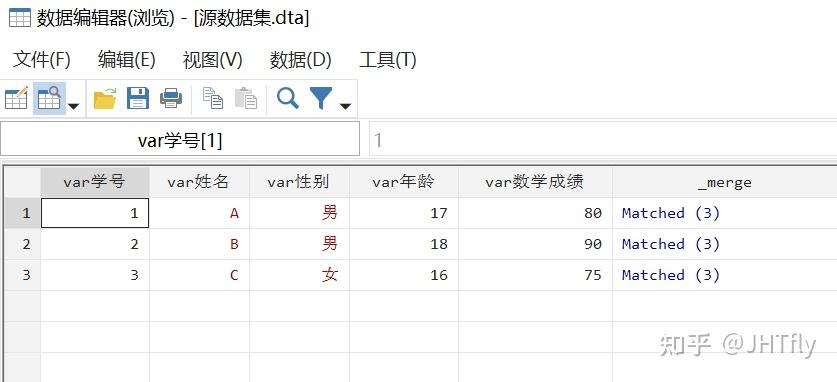 数据编辑器(浏览) - [源数据集.dta]
文件(F) 编辑(E) 视图(V) 数据(D) 工具(T)
var学号[1] 1
var学号 var姓名 var性别 var年龄 var数学成绩 _merge
1 1 A 男 17 80 Matched (3)
2 2 B 男 18 90 Matched (3)
3 3 C 女 16 75 Matched (3)
知乎 @JHTfly